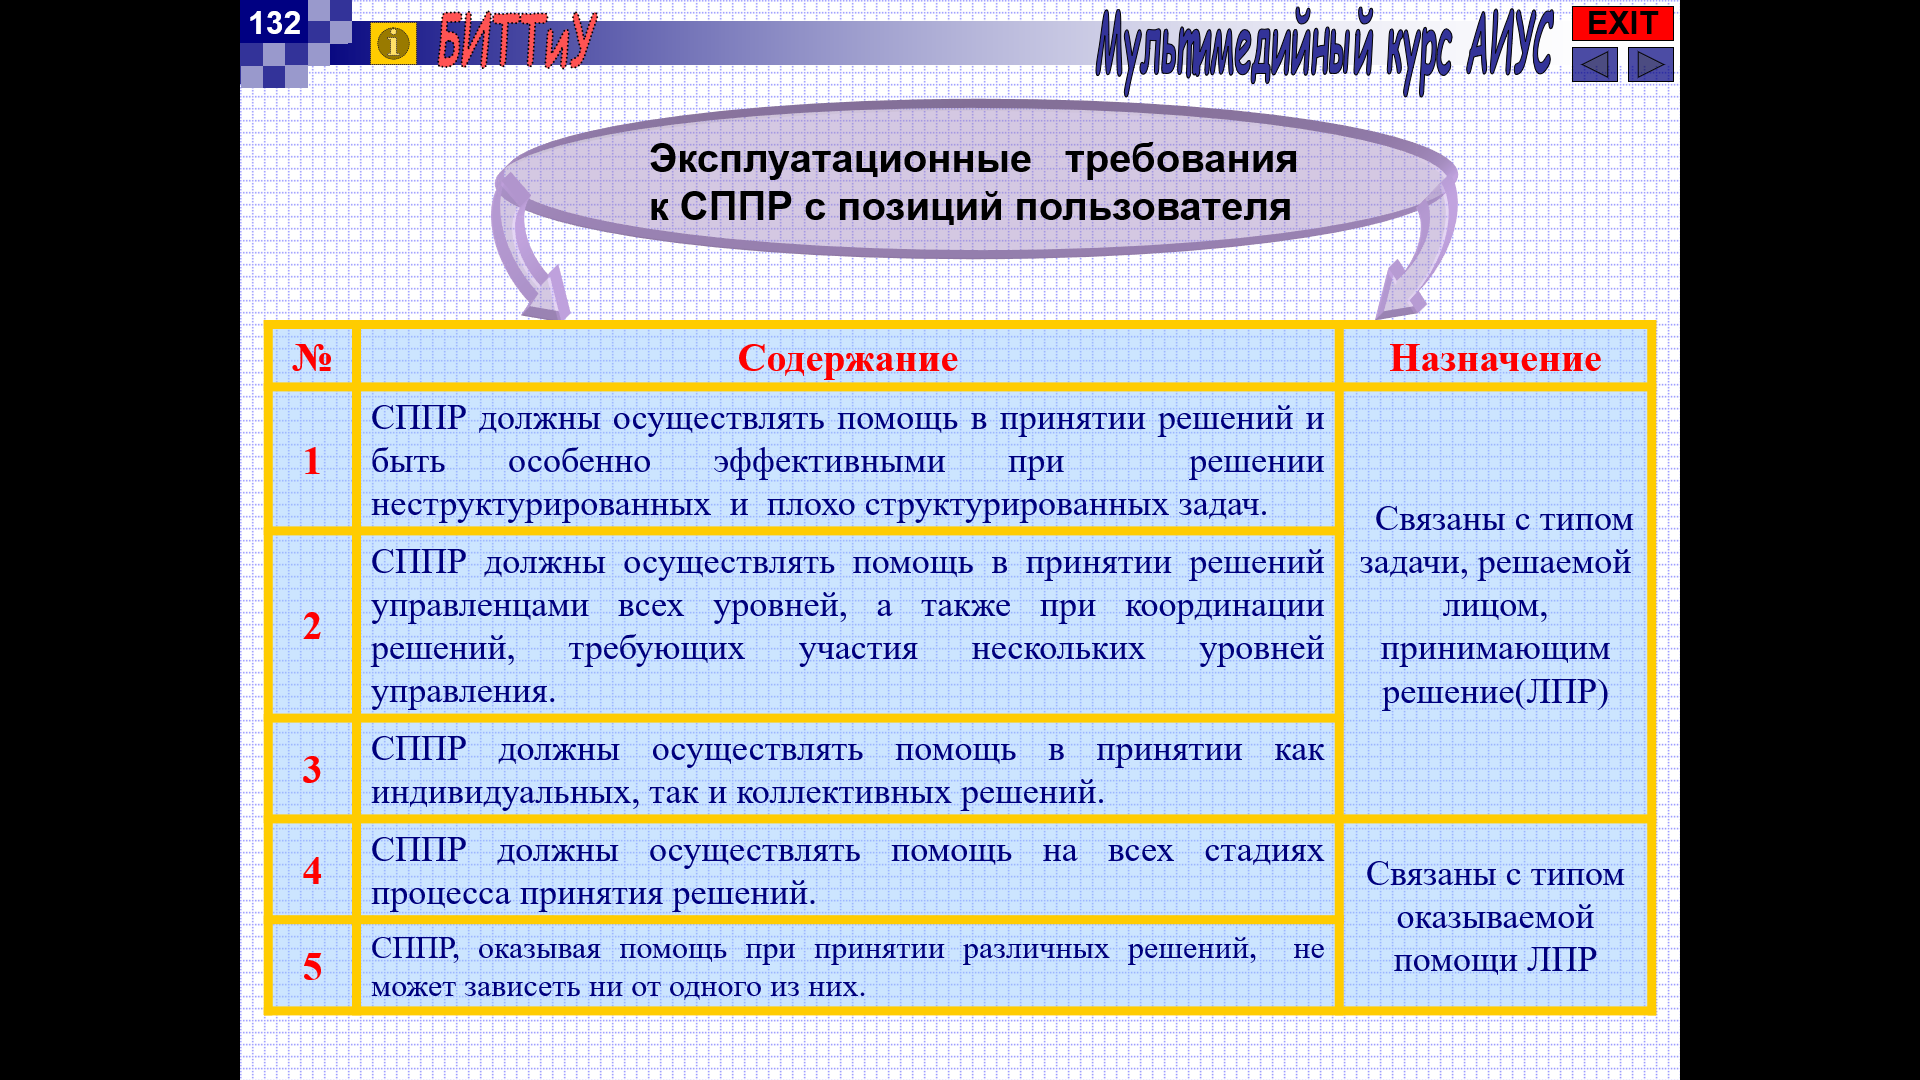 132
БИТТиУ
Мультимедийный курс АИУС
EXIT
Эксплуатационные требования
к СППР с позиций пользователя
№
Содержание
Назначение
1
СППР должны осуществлять помощь в принятии решений и
быть особенно эффективными при решении
неструктурированных и плохо структурированных задач.
2
СППР должны осуществлять помощь в принятии решений
управленцами всех уровней, а также при координации
решений, требующих участия нескольких уровней
управления.
3
СППР должны осуществлять помощь в принятии как
индивидуальных, так и коллективных решений.
Связаны с типом
задачи, решаемой
лицом,
принимающим
решение(ЛПР)
4
СППР должны осуществлять помощь на всех стадиях
процесса принятия решений.
5
СППР, оказывая помощь при принятии различных решений, не
может зависеть ни от одного из них.
Связаны с типом
оказываемой
помощи ЛПР